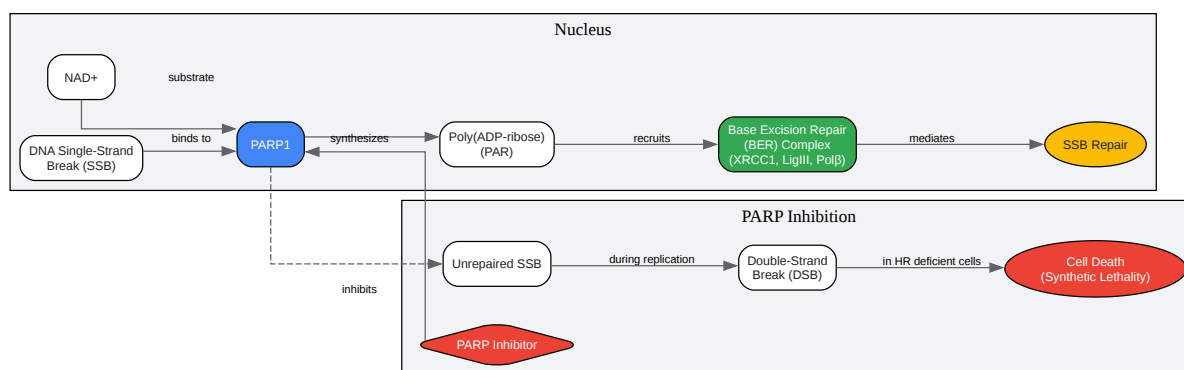 Nucleus
NAD+
substrate
DNA Single-Strand
Break (SSB)
binds to
PARP1
synthesizes
Poly(ADP-ribose)
(PAR)
recruits
Base Excision Repair
(BER) Complex
(XRCC1, LigIII, Polβ)
mediates
SSB Repair
PARP Inhibition
Unrepaired SSB
during replication
Double-Strand
Break (DSB)
in HR deficient cells
Cell Death
(Synthetic Lethality)
inhibits
PARP Inhibitor